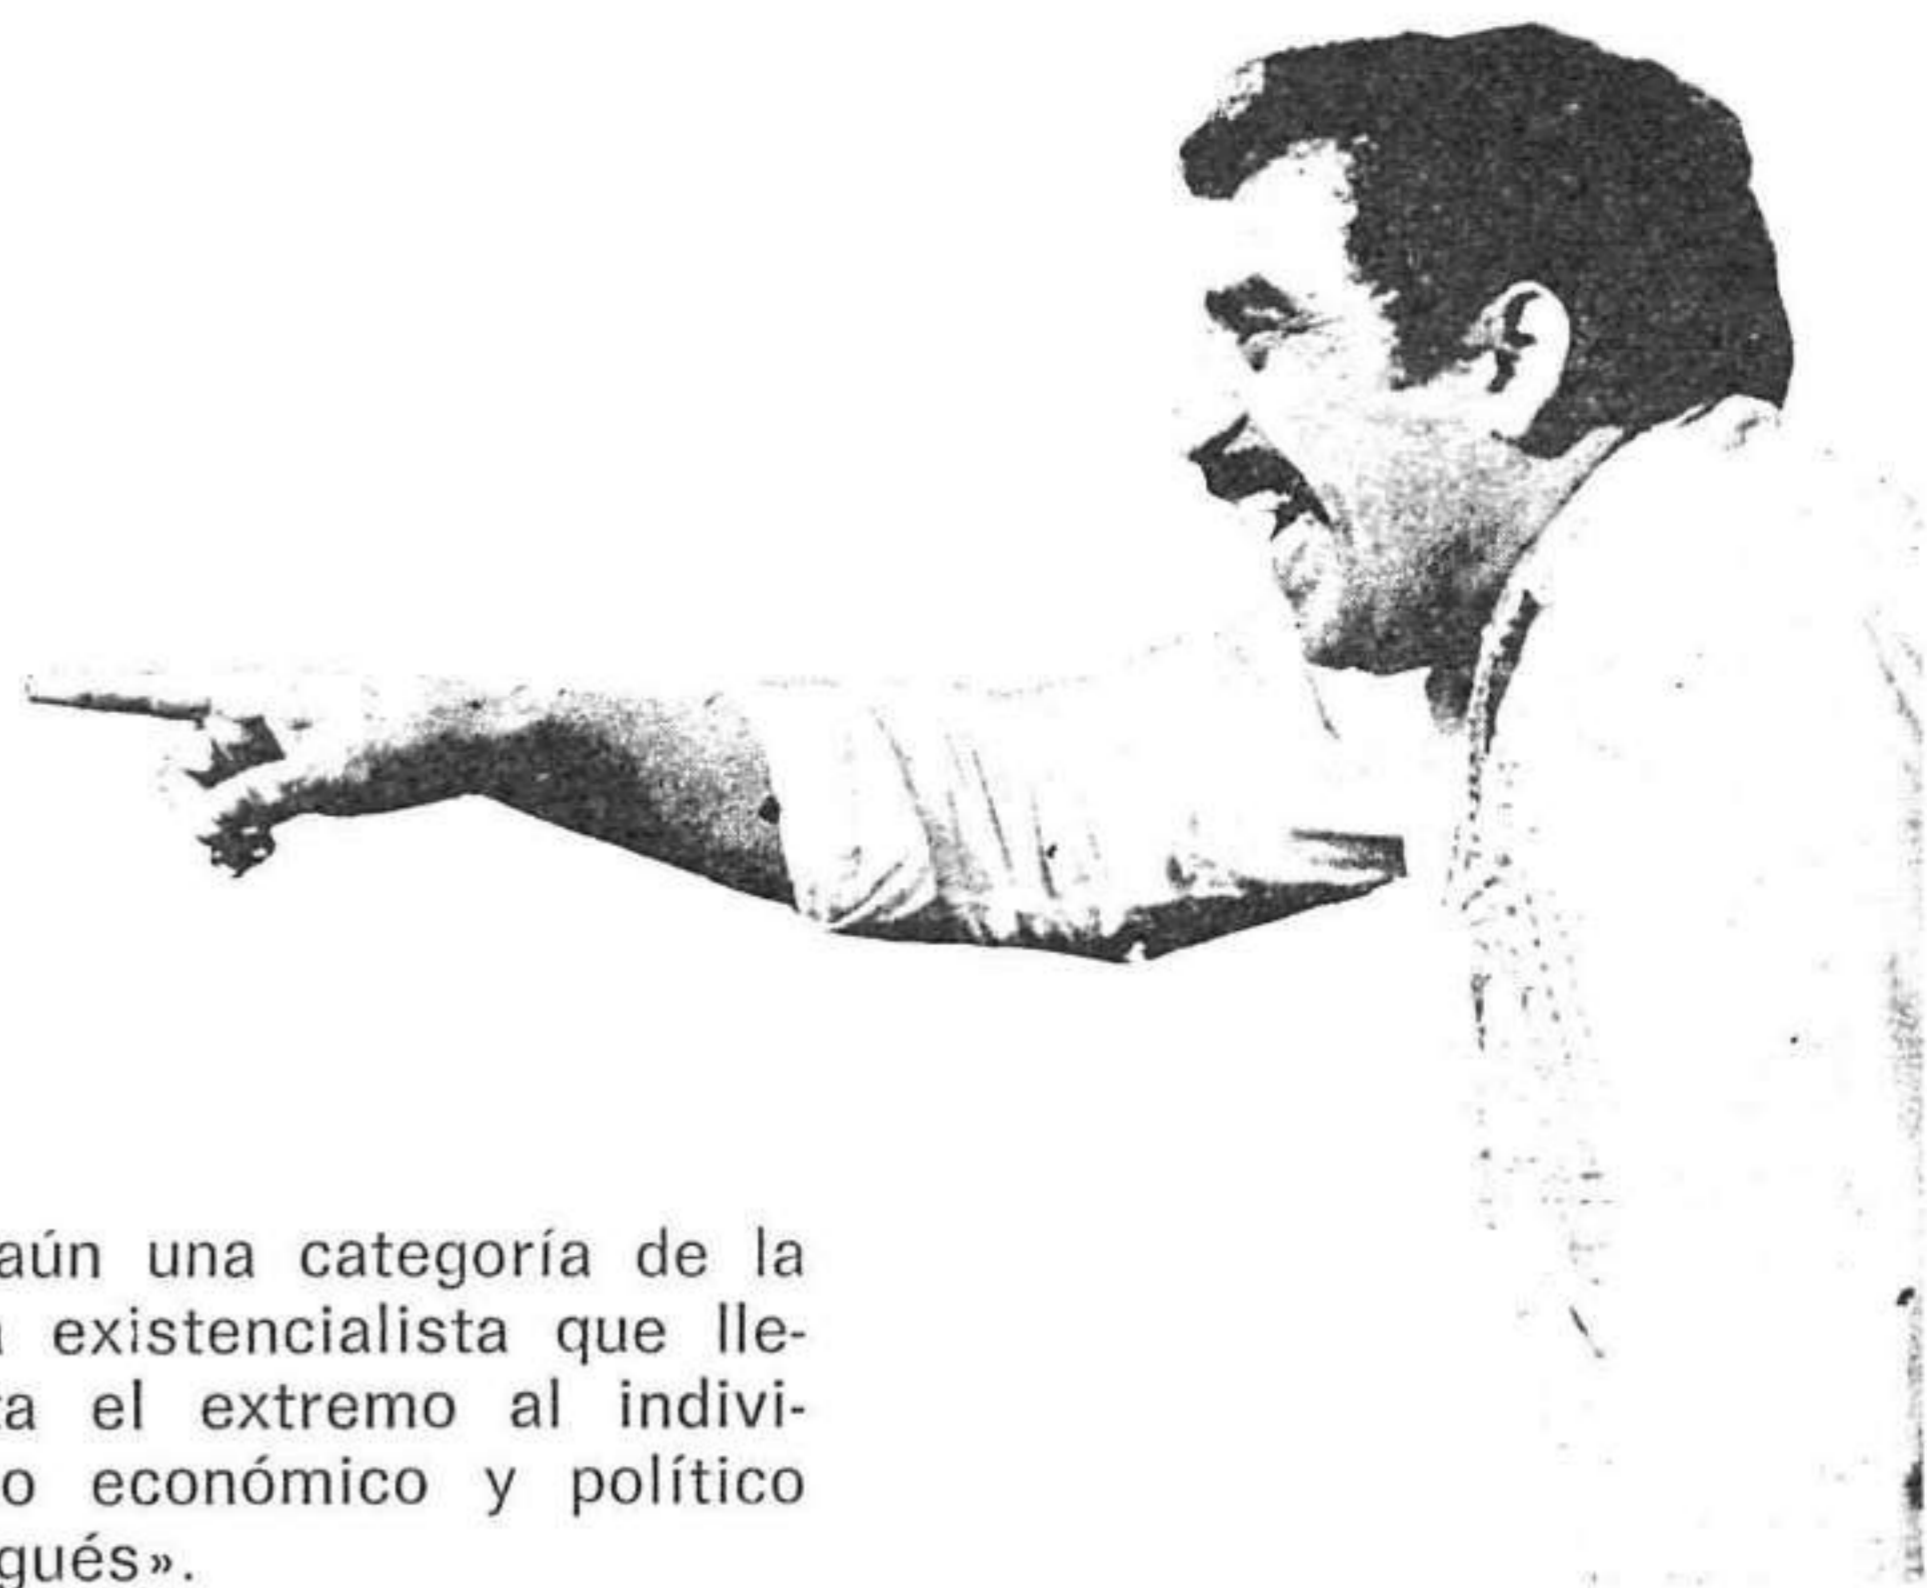 aún una categoría de la
existencialista que lle-
el extremo al indivi-
económico y político
gués».